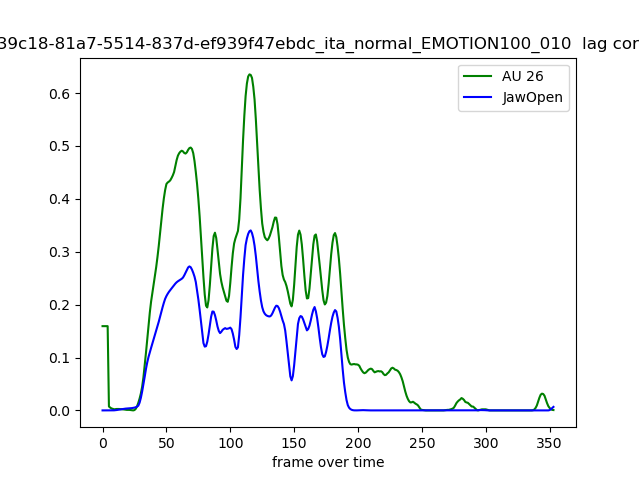 39c18-81a7-5514-837d-ef939f47ebdc_ita_normal_EMOTION100_010 lag cor
AU 26
JawOpen
0.6
0.5
0.4
0.3
0.2
0.1
0.0
0 50 100 150 200 250 300 350
frame over time